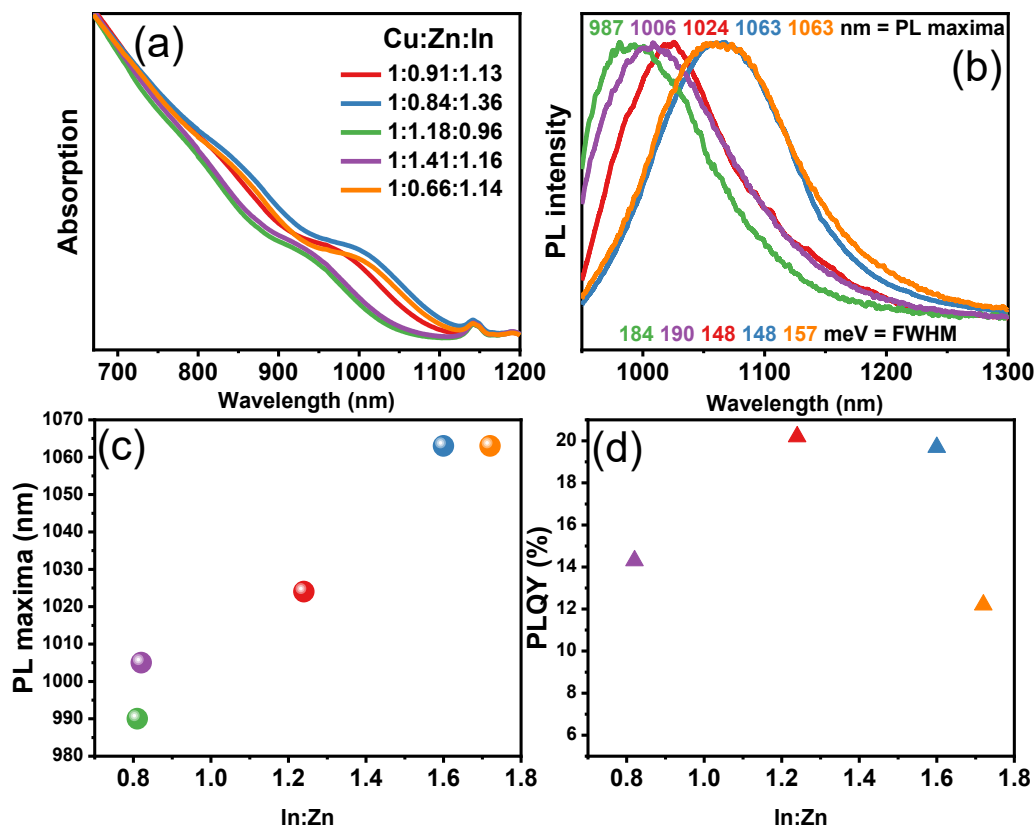 (a)
Cu:Zn:In
1:0.91:1.13
1:0.84:1.36
1:1.18:0.96
1:1.41:1.16
1:0.66:1.14
Absorption
700 800 900 1000 1100 1200
Wavelength (nm)
987 1006 1024 1063 1063 nm = PL maxima
(b)
PL intensity
184 190 148 148 157 meV = FWHM
1000 1100 1200 1300
Wavelength (nm)
(c)
PL maxima (nm)
1070
1060
1050
1040
1030
1020
1010
1000
990
980
0.8 1.0 1.2 1.4 1.6 1.8
In:Zn
(d)
PLQY (%)
20
18
16
14
12
10
8
6
0.8 1.0 1.2 1.4 1.6 1.8
In:Zn